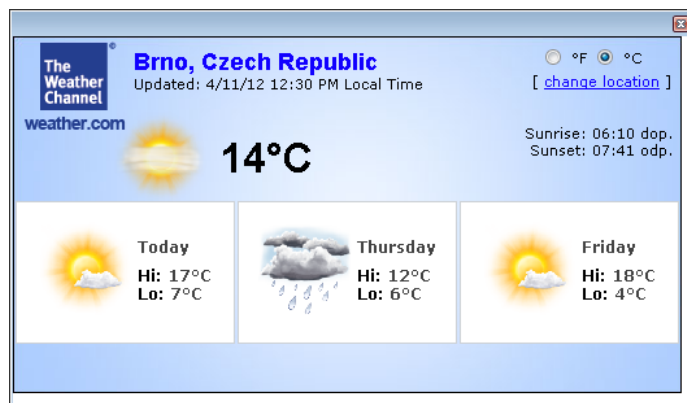 The
Weather
Channel
weather.com
Brno, Czech Republic
Updated: 4/11/12 12:30 PM Local Time
°F °C
[ change location ]
14°C
Sunrise: 06:10 dop.
Sunset: 07:41 odp.
Today
Hi: 17°C
Lo: 7°C
Thursday
Hi: 12°C
Lo: 6°C
Friday
Hi: 18°C
Lo: 4°C